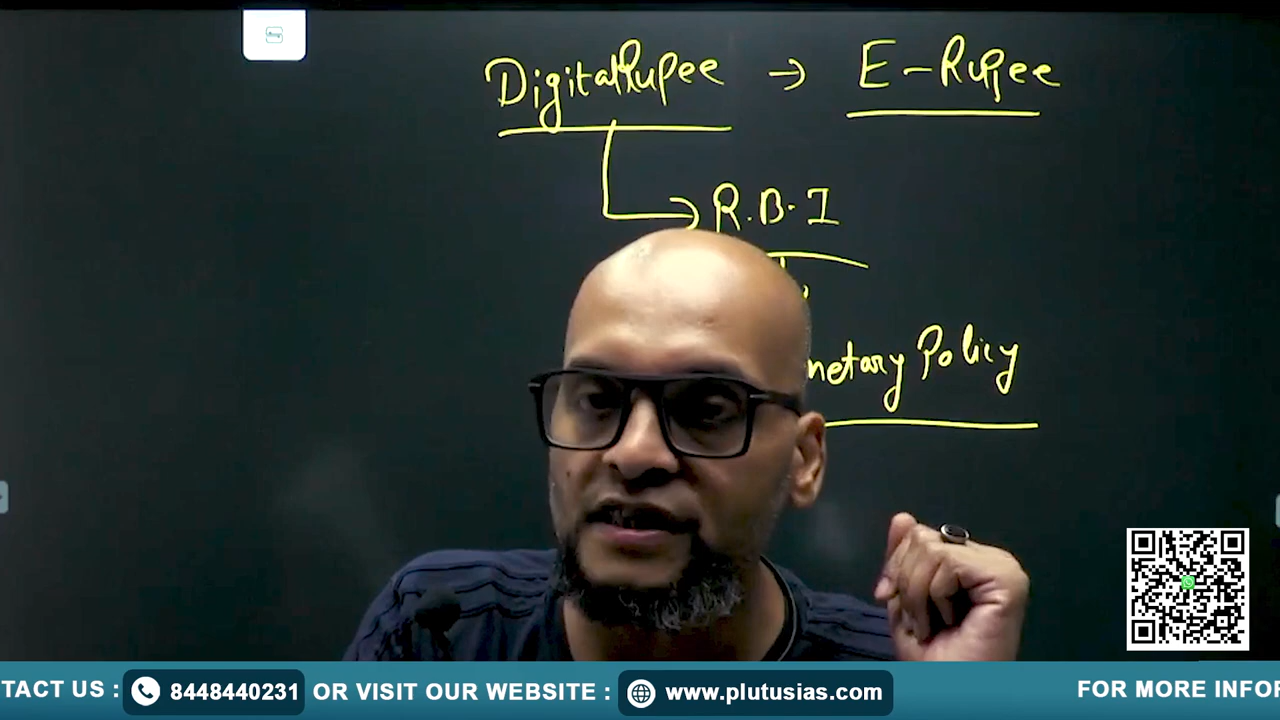 DigitalRupee → E-Rupee
R.B.I
netary Policy
TACT US : 8448440231 OR VISIT OUR WEBSITE : www.plutusias.com FOR MORE INFOR